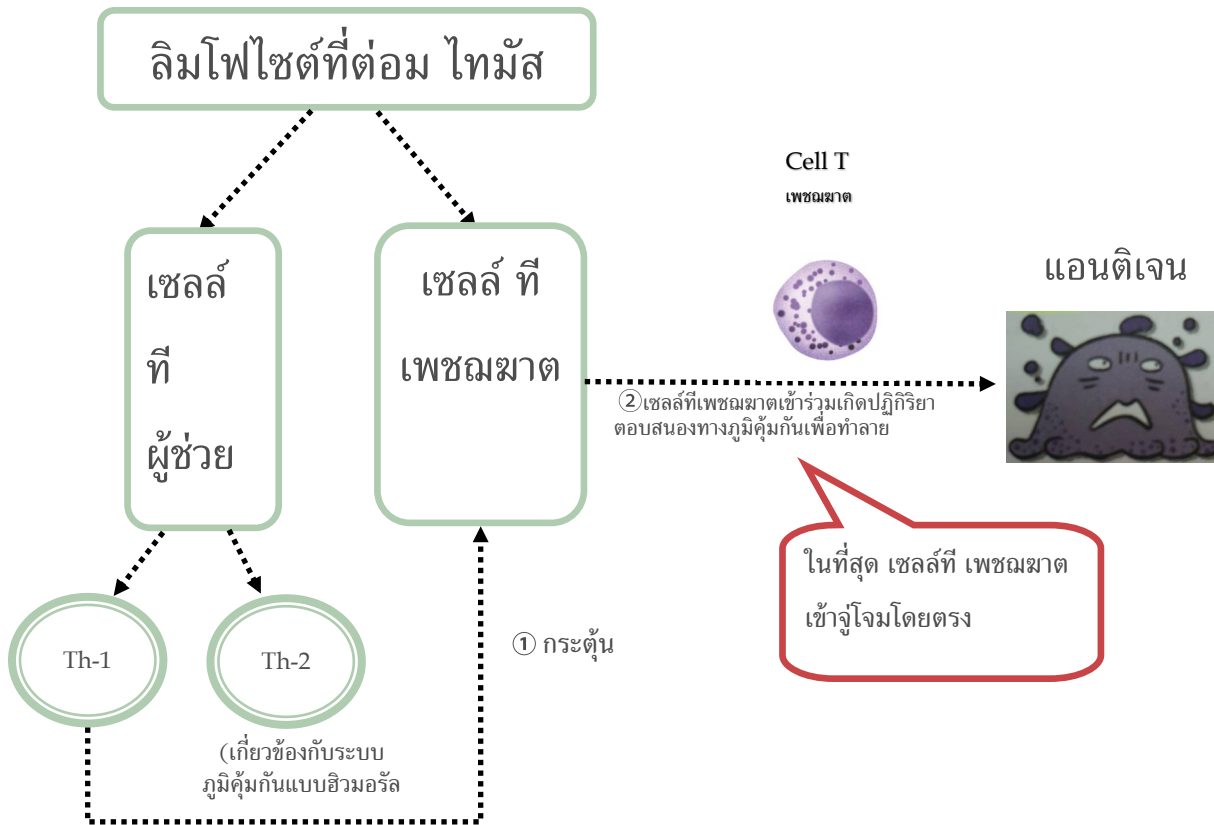 ลิมโฟไซต์ที่ต่อม ไทมัส
เซลล์
ที
ผู้ช่วย
เซลล์ ที
เพชฌฆาต
Cell T
เพชฌฆาต
แอนติเจน
②เซลล์ทีเพชฌฆาตเข้าร่วมเกิดปฏิกิริยา
ตอบสนองทางภูมิคุ้มกันเพื่อทำลาย
ในที่สุด เซลล์ที เพชฌฆาต
เข้าจู่โจมโดยตรง
Th-1
Th-2
① กระตุ้น
(เกี่ยวข้องกับระบบ
ภูมิคุ้มกันแบบฮิวมอรัล